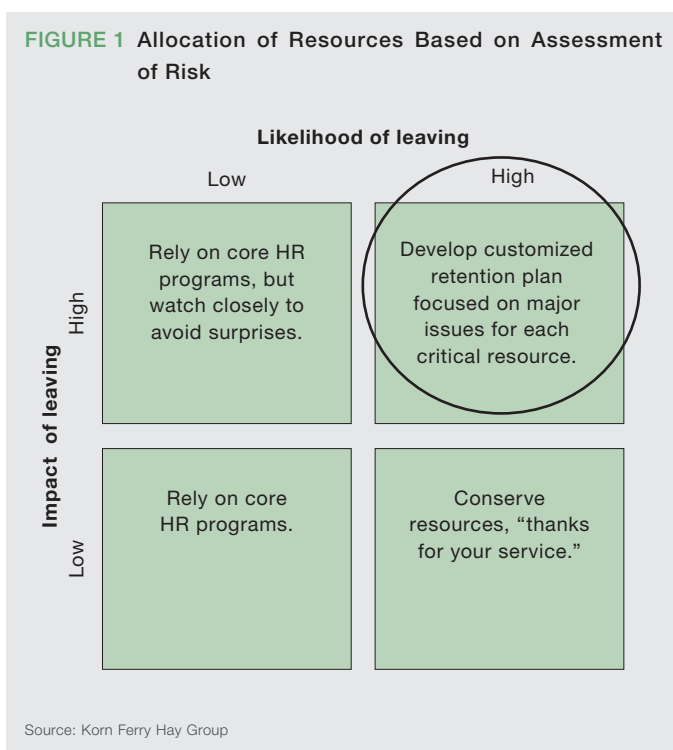 FIGURE 1 Allocation of Resources Based on Assessment
of Risk
Likelihood of leaving
Low
High
Impact of leaving
High
Rely on core HR
programs, but
watch closely to
avoid surprises.
Develop customized
retention plan
focused on major
issues for each
critical resource.
Low
Rely on core
HR programs.
Conserve
resources, “thanks
for your service.”
Source: Korn Ferry Hay Group